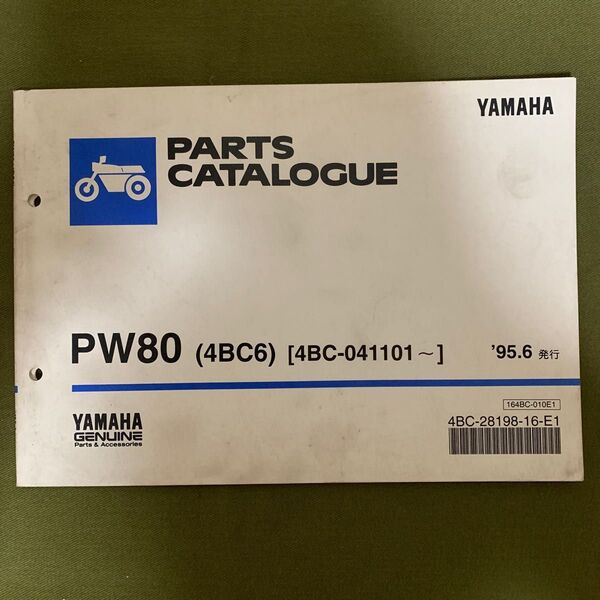 YAMAHA
PARTS
CATALOGUE
PW80 (4BC6) [4BC-041101~] '95.6 発行
164BC-010E1
4BC-28198-16-E1
YAMAHA
GENUINE
Parts & Accessories